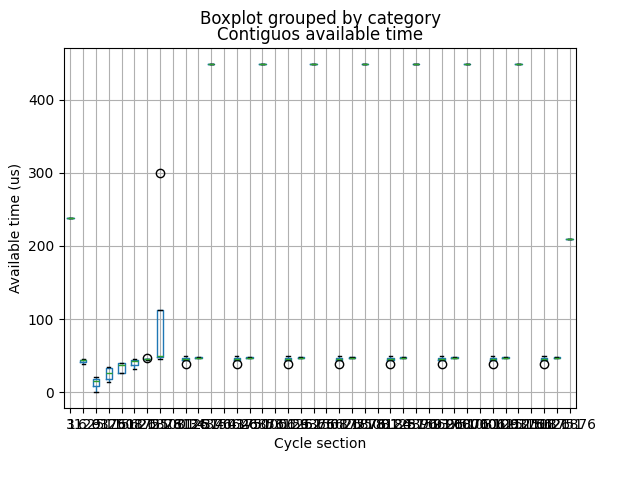 Boxplot grouped by category
Contiguos available time
400
300
200
100
0
Available time (us)
Cycle section